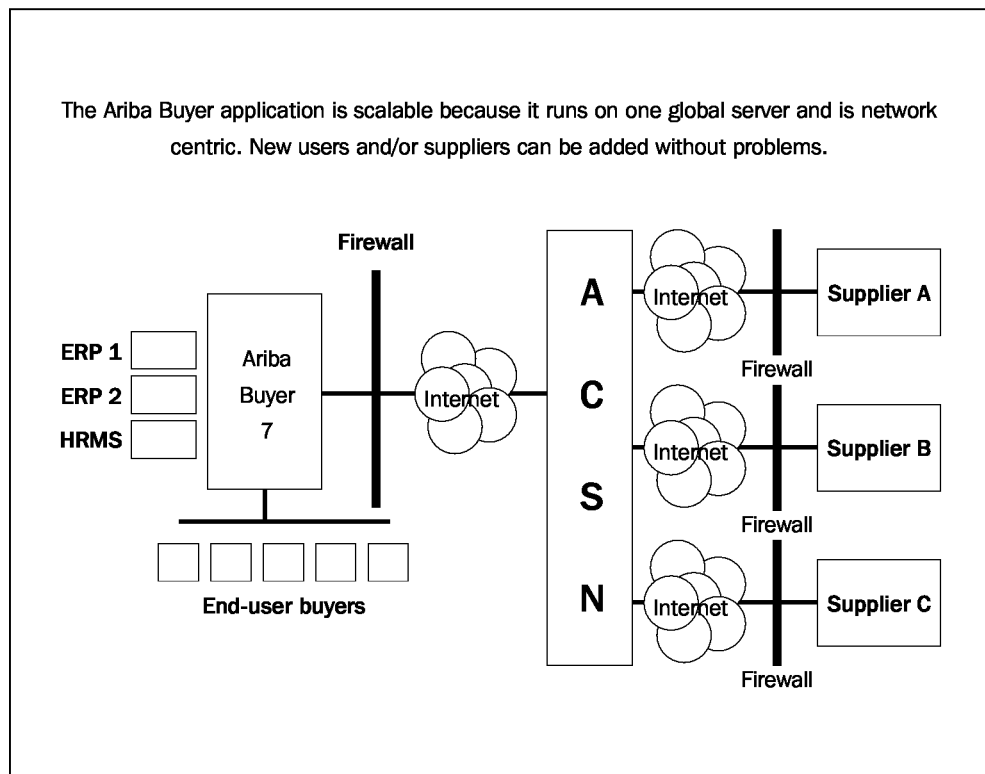 The Ariba Buyer application is scalable because it runs on one global server and is network
centric. New users and/or suppliers can be added without problems.
Firewall
ERP 1
ERP 2
HRMS
Ariba
Buyer
7
Internet
End-user buyers
A
C
S
N
Internet
Supplier A
Firewall
Internet
Supplier B
Firewall
Internet
Supplier C
Firewall